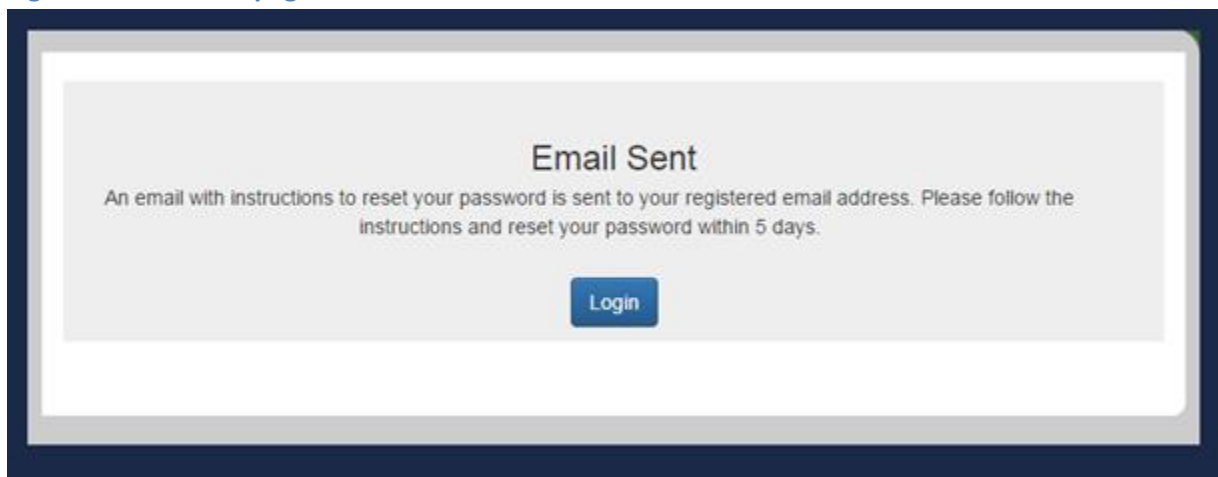 Email Sent
An email with instructions to reset your password is sent to your registered email address. Please follow the
instructions and reset your password within 5 days.
Login